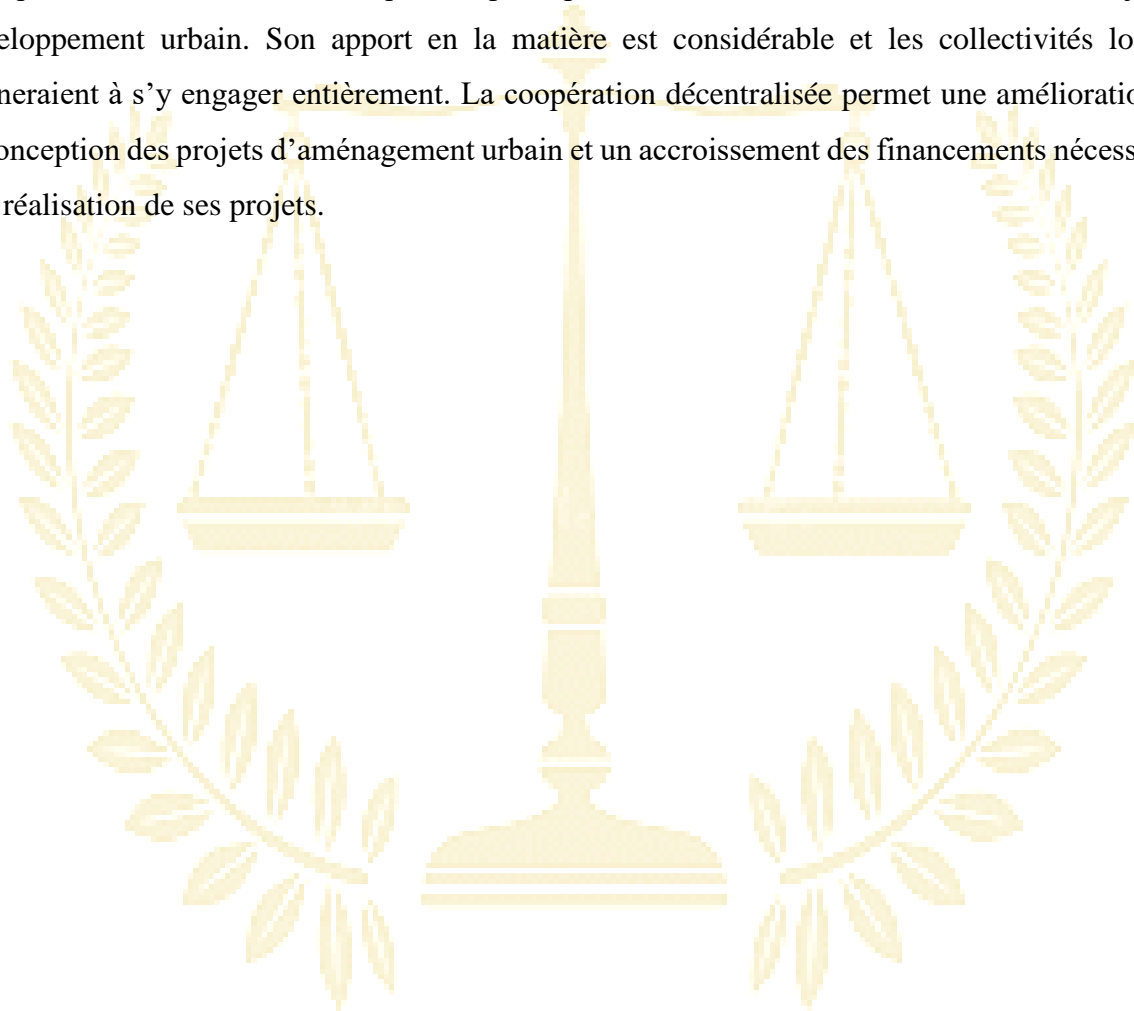 eloppement urbain. Son apport en la matière est considérable et les collectivités lo
neraient à s’y engager entièrement. La coopération décentralisée permet une amélioratio
onception des projets d’aménagement urbain et un accroissement des financements nécess
réalisation de ses projets.